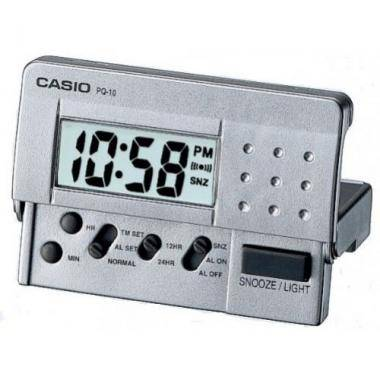 CASIO
PQ-10
10:58 PM
SNZ
HR
TM SET
12HR
SNZ
AL SET
AL ON
MIN
NORMAL
24HR
AL OFF
SNOOZE / LIGHT